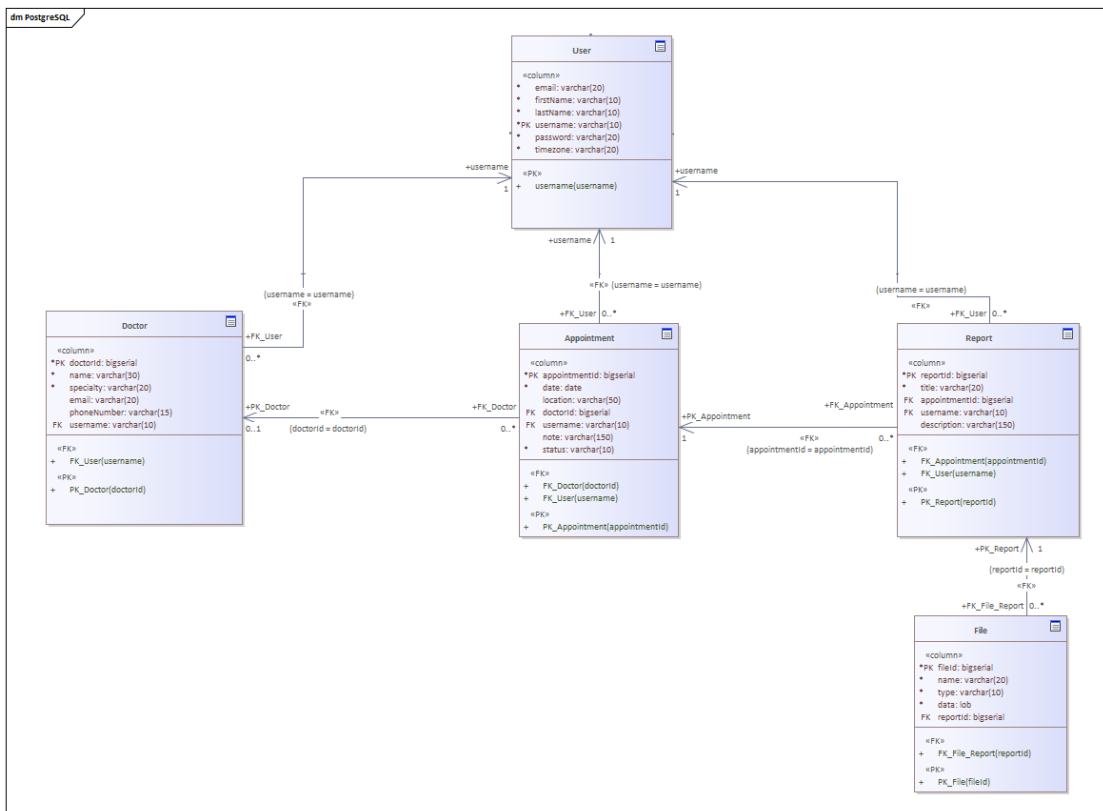 dm PostgreSQL
User
«column»
* email: varchar(20)
* firstName: varchar(10)
* lastName: varchar(10)
*PK username: varchar(10)
* password: varchar(20)
* timezone: varchar(20)
«PK»
+ username(username)
+username
1
+username
1
+username
1
(username = username)
«FK»
«FK» (username = username)
(username = username)
«FK»
+FK_User
0..*
+FK_User
0..*
+FK_User
0..*
Doctor
«column»
*PK doctorId: bigserial
* name: varchar(30)
* specialty: varchar(20)
email: varchar(20)
phoneNumber: varchar(15)
FK username: varchar(10)
«FK»
+ FK_User(username)
«PK»
+ PK_Doctor(doctorId)
+PK_Doctor
0..1
«FK»
(doctorId = doctorId)
+FK_Doctor
0..*
Appointment
«column»
*PK appointmentId: bigserial
* date: date
location: varchar(50)
FK doctorId: bigserial
FK username: varchar(10)
note: varchar(150)
* status: varchar(10)
«FK»
+ FK_Doctor(doctorId)
+ FK_User(username)
«PK»
+ PK_Appointment(appointmentId)
+PK_Appointment
1
«FK»
(appointmentId = appointmentId)
+FK_Appointment
0..*
Report
«column»
*PK reportId: bigserial
* title: varchar(20)
FK appointmentId: bigserial
FK username: varchar(10)
description: varchar(150)
«FK»
+ FK_Appointment(appointmentId)
+ FK_User(username)
«PK»
+ PK_Report(reportId)
+PK_Report
1
(reportId = reportId)
«FK»
+FK_File_Report
0..*
File
«column»
*PK fileId: bigserial
* name: varchar(20)
* type: varchar(10)
* data: lob
FK reportId: bigserial
«FK»
+ FK_File_Report(reportId)
«PK»
+ PK_File(fileId)